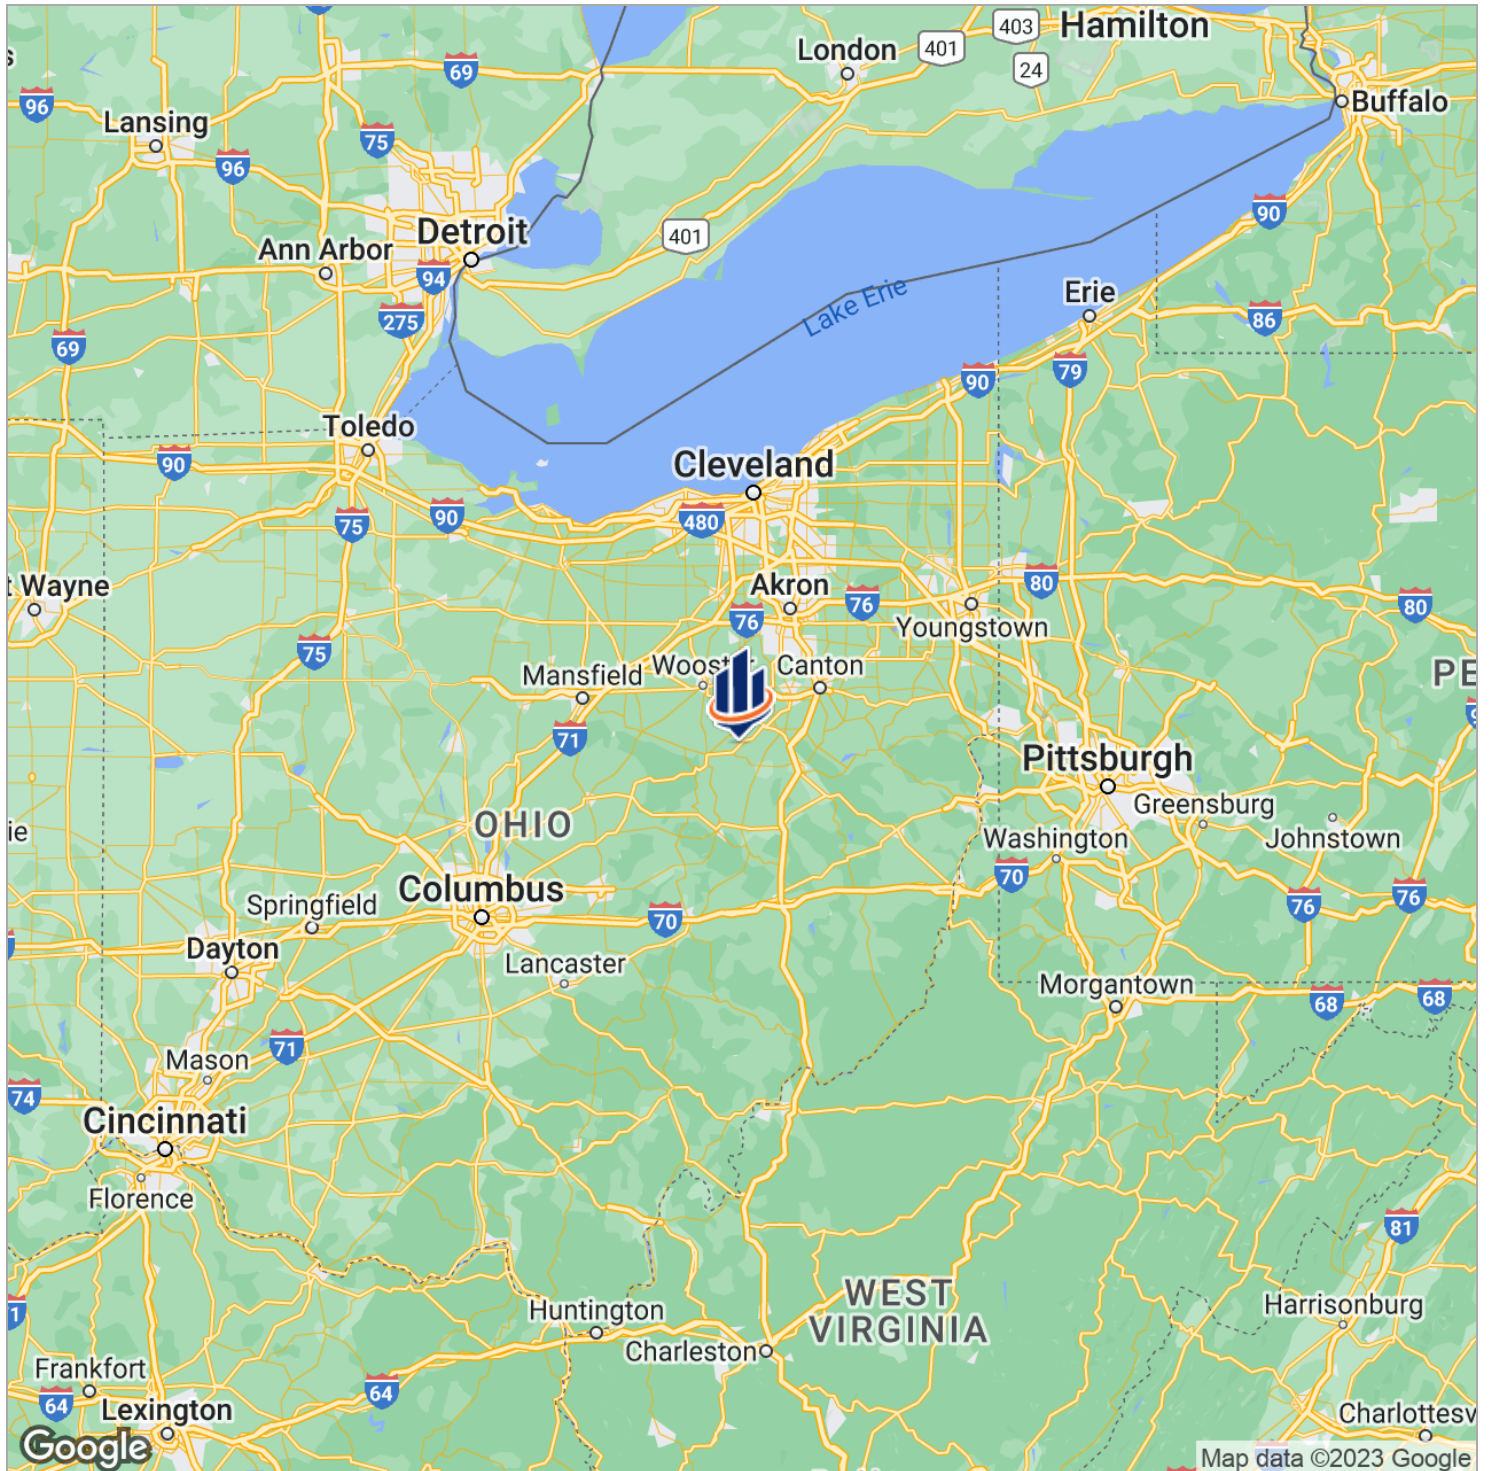 Hamilton
403
London
401
24
69
96
Lansing
Buffalo
75
96
90
Detroit
401
Ann Arbor
94
Lake Erie
Erie
275
86
69
90
79
Toledo
Cleveland
90
75
90
480
t Wayne
Akron
80
76
76
80
Youngstown
75
Mansfield
Canton
PE
71
Pittsburgh
Greensburg
OHIO
ie
Washington
Johnstown
70
Columbus
Springfield
70
76
76
Dayton
Lancaster
Morgantown
68
68
71
Mason
74
Cincinnati
Florence
81
WEST
VIRGINIA
Huntington
Harrisonburg
Charleston
Frankfort
64
64
Lexington
Charlottesv
Google
Map data ©2023 Google